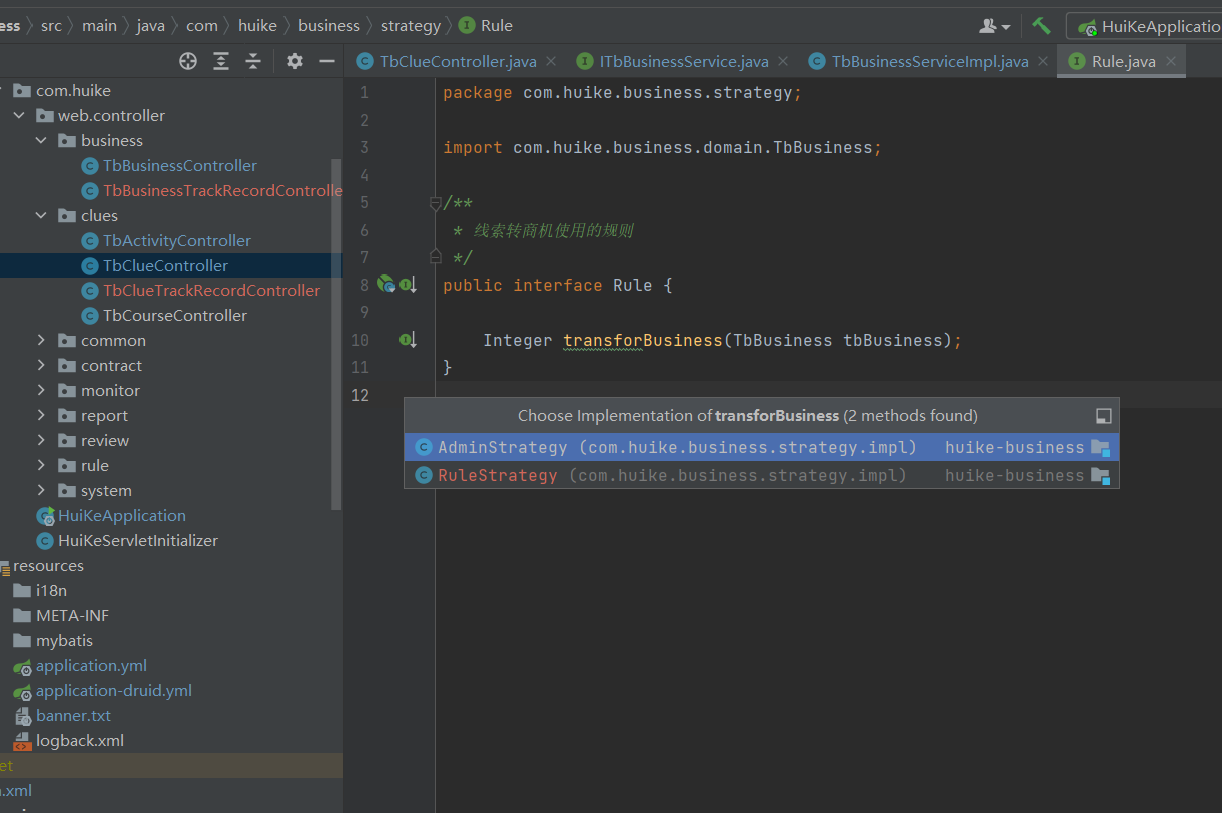 ess src main java com huike business strategy Rule HuiKeApplicatio
TbClueController.java ITbBusinessService.java TbBusinessServiceImpl.java Rule.java
com.huike
web.controller
business
TbBusinessController
TbBusinessTrackRecordControlle
clues
TbActivityController
TbClueController
TbClueTrackRecordController
TbCourseController
common
contract
monitor
report
review
rule
system
HuiKeApplication
HuiKeServletInitializer
resources
i18n
META-INF
mybatis
application.yml
application-druid.yml
banner.txt
logback.xml
et
.xml
1 package com.huike.business.strategy;
2
3 import com.huike.business.domain.TbBusiness;
4
5 /**
6 * 线索转商机使用的规则
7 */
8 public interface Rule {
9
10 Integer transforBusiness(TbBusiness tbBusiness);
11 }
12
Choose Implementation of transforBusiness (2 methods found)
AdminStrategy (com.huike.business.strategy.impl) huike-business
RuleStrategy (com.huike.business.strategy.impl) huike-business